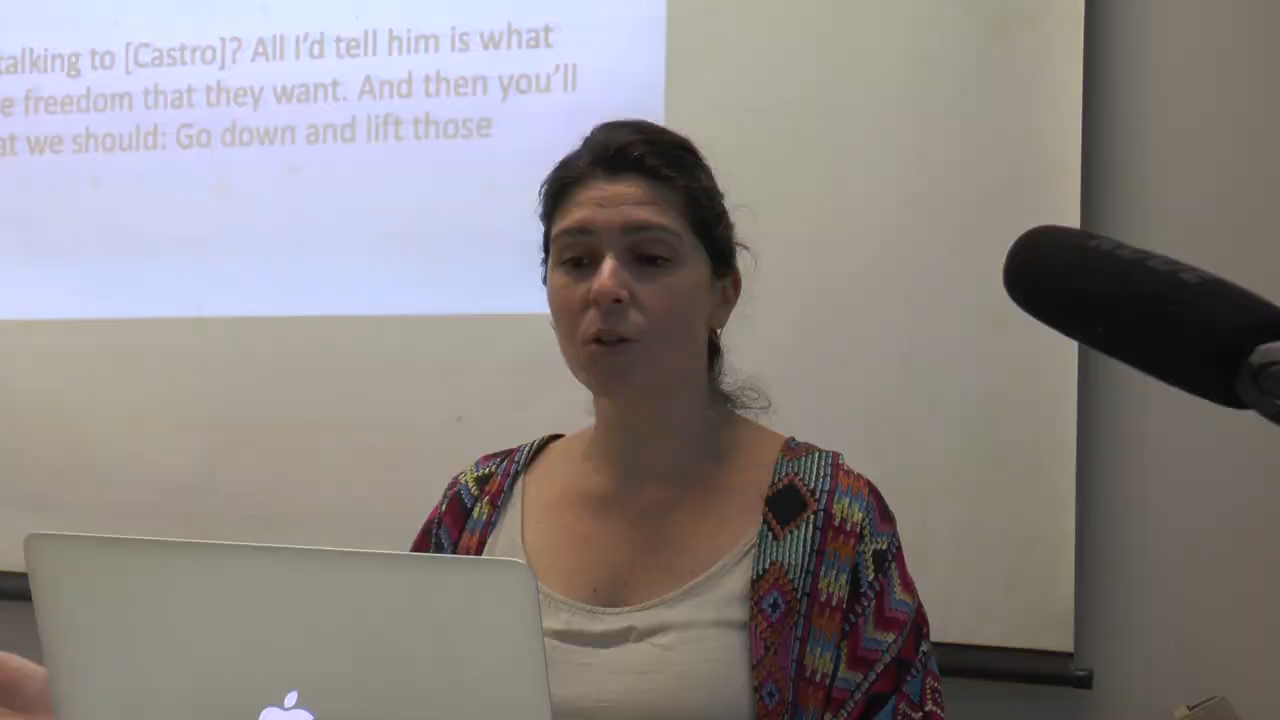 talking to [Castro]? All I'd tell him is what
e freedom that they want. And then you'll
at we should: Go down and lift those
RØDE